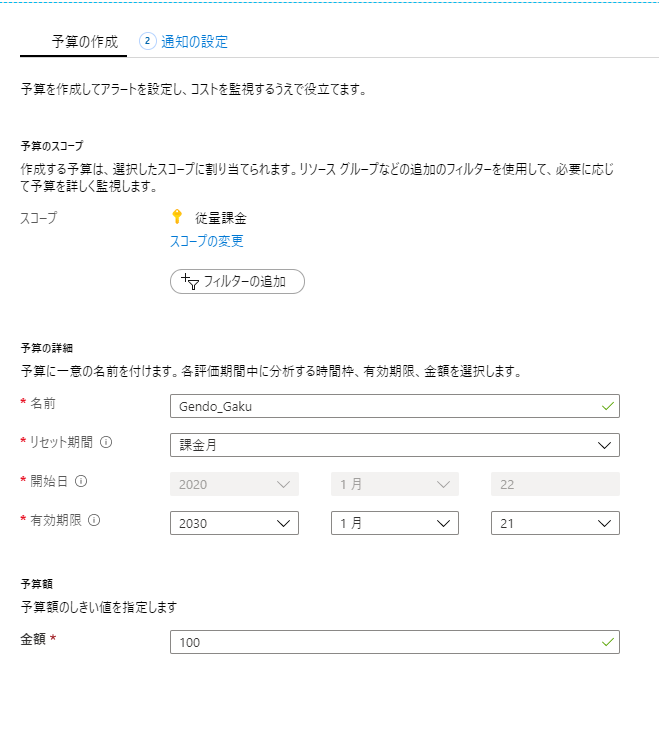 予算の作成 2 通知の設定
予算を作成してアラートを設定し、コストを監視するうえで役立てます。
予算のスコープ
作成する予算は、選択したスコープに割り当てられます。リソース グループなどの追加のフィルターを使用して、必要に応じ
て予算を詳しく監視します。
スコープ 従量課金
スコープの変更
フィルターの追加
予算の詳細
予算に一意の名前を付けます。各評価期間中に分析する時間枠、有効期限、金額を選択します。
* 名前 Gendo_Gaku
* リセット期間 課金月
* 開始日 2020 1 月 22
* 有効期限 2030 1 月 21
予算額
予算額のしきい値を指定します
金額 * 100